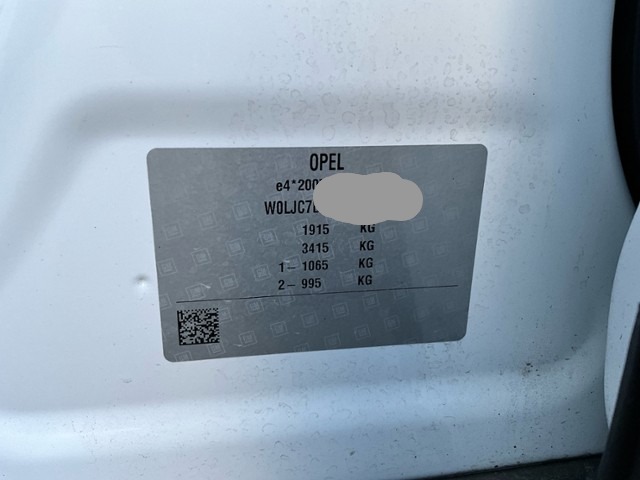 OPEL
e4*200
W0LJC7
1915 KG
3415 KG
1– 1065 KG
2– 995 KG